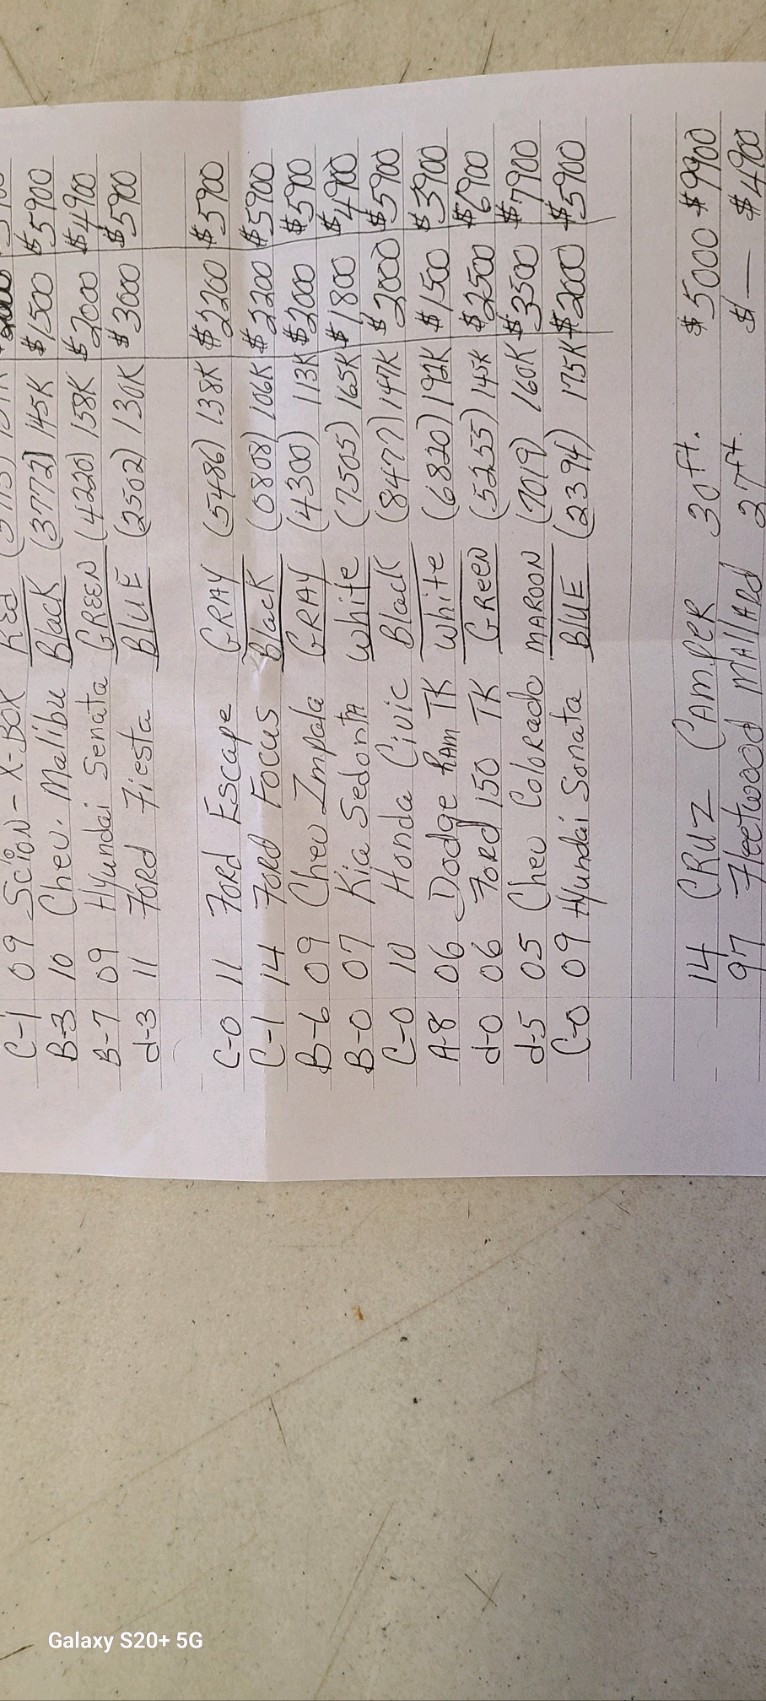 Galaxy S20+ 5G
C-1 09 Scion - X-Box Red
B-3 10 Chev. Malibu Black (3772) 145K $1500 $5900
B-7 09 Hyundai Senata GREEN (4220) 158K $2000 $4900
d-3 11 FORd Fiesta BLUE (2502) 130K $3000 $5900
C-0 11 FORd Escape GRAY (5486) 138K $2200 $5900
C-1 14 FORD FOCUS Black (0808) 106K $2200 $5900
B-6 09 Chev Impala GRAY (4300) 113K $2000 $5900
B-0 07 Kia Sedonta white (7505) 165K $1800 $4900
C-0 10 Honda Civic Black (8477) 147K $2000 $5900
A-8 06 Dodge RAM TK white (6820) 192K $1500 $3900
d-0 06 FORD 150 TK GREEN (5255) 145K $2500 $6900
d-5 05 Chev Colorado MAROON (7019) 160K $3500 $7900
C-0 09 Hyundai Sonata BLUE (2394) 175K $2000 $5900
14 CRUZ CAMPER 30 ft. $5000 $9900
97 Fleetwood MAllARd 27 ft. $ — $4900